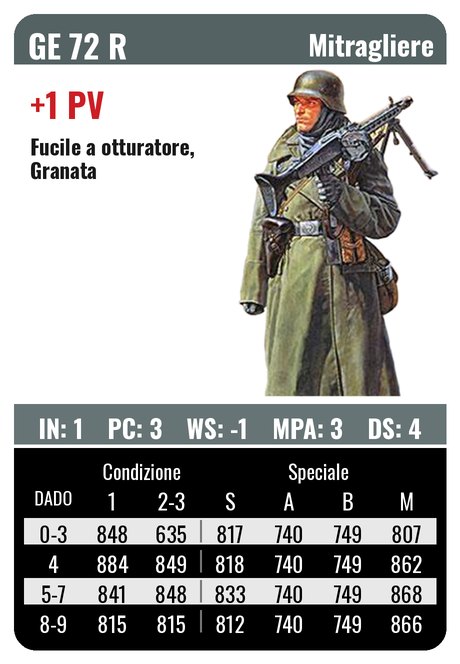 GE 72 R Mitragliere
+1 PV
Fucile a otturatore,
Granata
IN: 1 PC: 3 WS: -1 MPA: 3 DS: 4
Condizione Speciale
DADO 1 2-3 S A B M
0-3 848 635 817 740 749 807
4 884 849 818 740 749 862
5-7 841 848 833 740 749 868
8-9 815 815 812 740 749 866